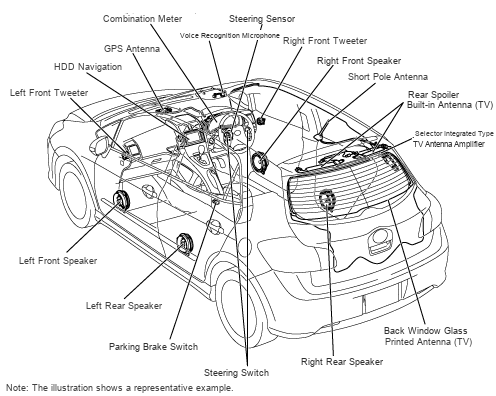 Combination Meter
Steering Sensor
Voice Recognition Microphone
Right Front Tweeter
GPS Antenna
Right Front Speaker
HDD Navigation
Short Pole Antenna
Left Front Tweeter
Rear Spoiler
Built-in Antenna (TV)
Selector Integrated Type
TV Antenna Amplifier
Left Front Speaker
Left Rear Speaker
Back Window Glass
Printed Antenna (TV)
Parking Brake Switch
Right Rear Speaker
Steering Switch
Note: The illustration shows a representative example.